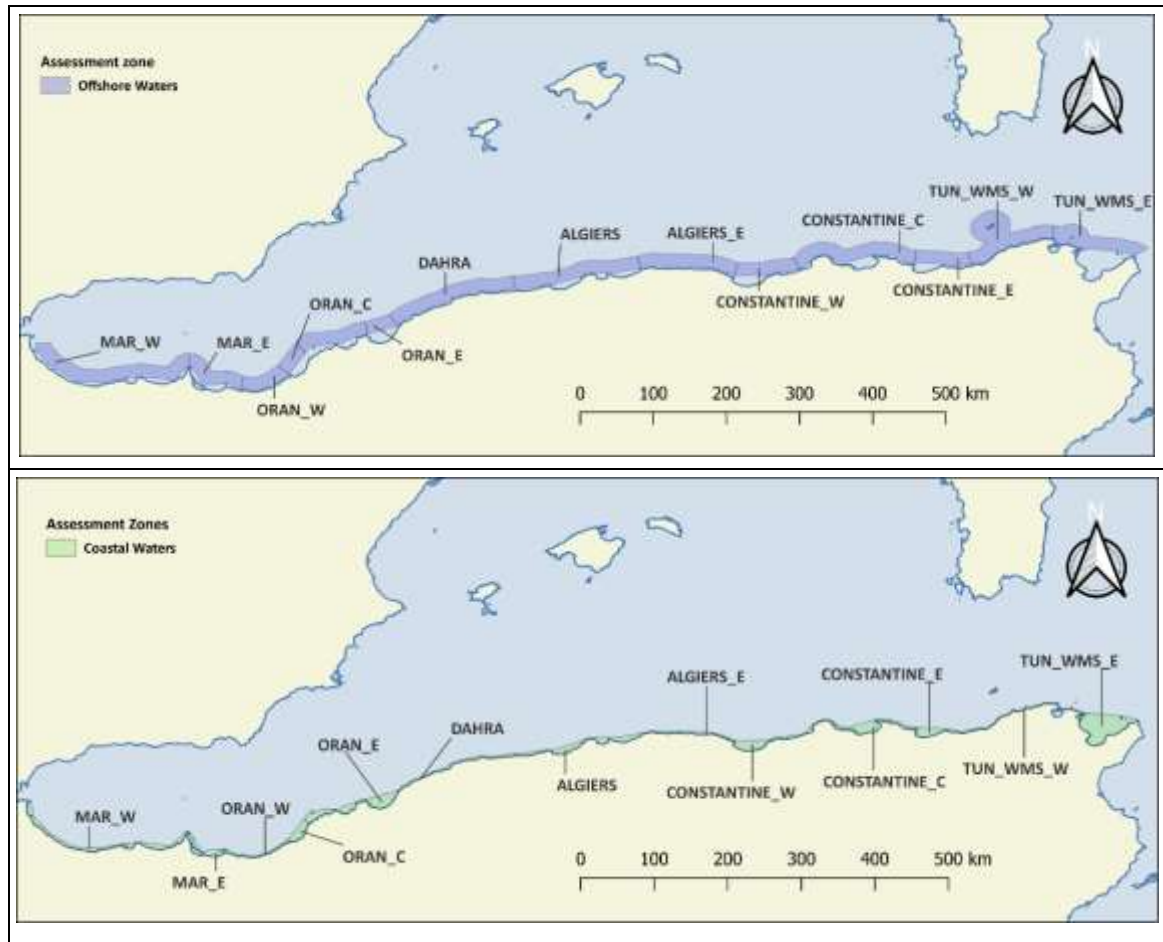 Assessment zone
Offshore Waters
N
TUN_WMS_W
TUN_WMS_E
CONSTANTINE_C
ALGIERS
ALGIERS_E
DAHRA
CONSTANTINE_E
CONSTANTINE_W
ORAN_C
MAR_W
MAR_E
ORAN_E
ORAN_W
0 100 200 300 400 500 km
Assessment Zones
Coastal Waters
N
TUN_WMS_E
ALGIERS_E
CONSTANTINE_E
DAHRA
ORAN_E
TUN_WMS_W
ALGIERS
CONSTANTINE_W
CONSTANTINE_C
ORAN_W
MAR_W
ORAN_C
MAR_E
0 100 200 300 400 500 km